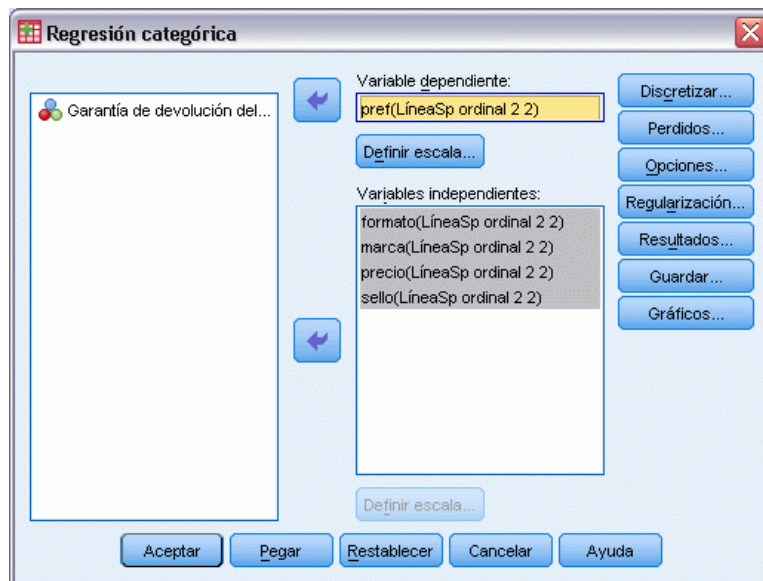 Regresión categórica
Garantía de devolución del...
Variable dependiente:
pref(LíneaSp ordinal 2 2)
Definir escala...
Variables independientes:
formato(LíneaSp ordinal 2 2)
marca(LíneaSp ordinal 2 2)
precio(LíneaSp ordinal 2 2)
sello(LíneaSp ordinal 2 2)
Definir escala...
Discretizar...
Perdidos...
Opciones...
Regularización...
Resultados...
Guardar...
Gráficos...
Aceptar
Pegar
Restablecer
Cancelar
Ayuda